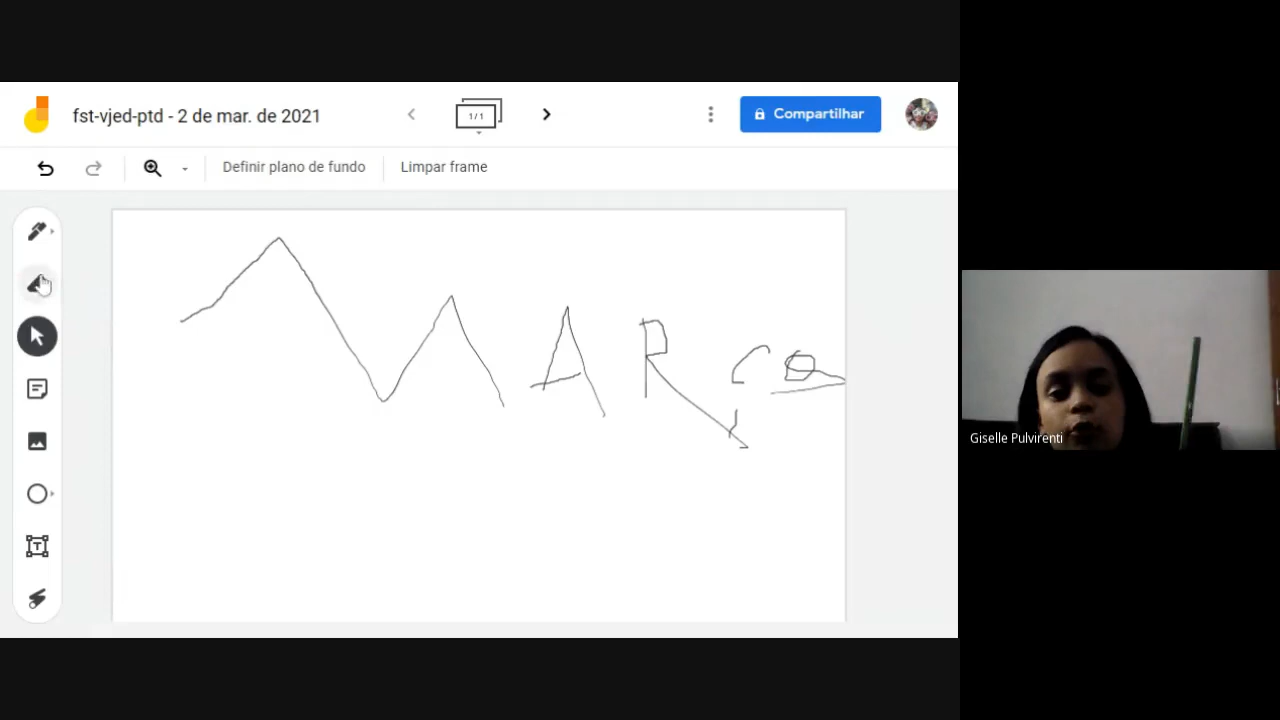 fst-vjed-ptd - 2 de mar. de 2021
1/1
Compartilhar
Definir plano de fundo
Limpar frame
MARÇO
Giselle Pulvirenti